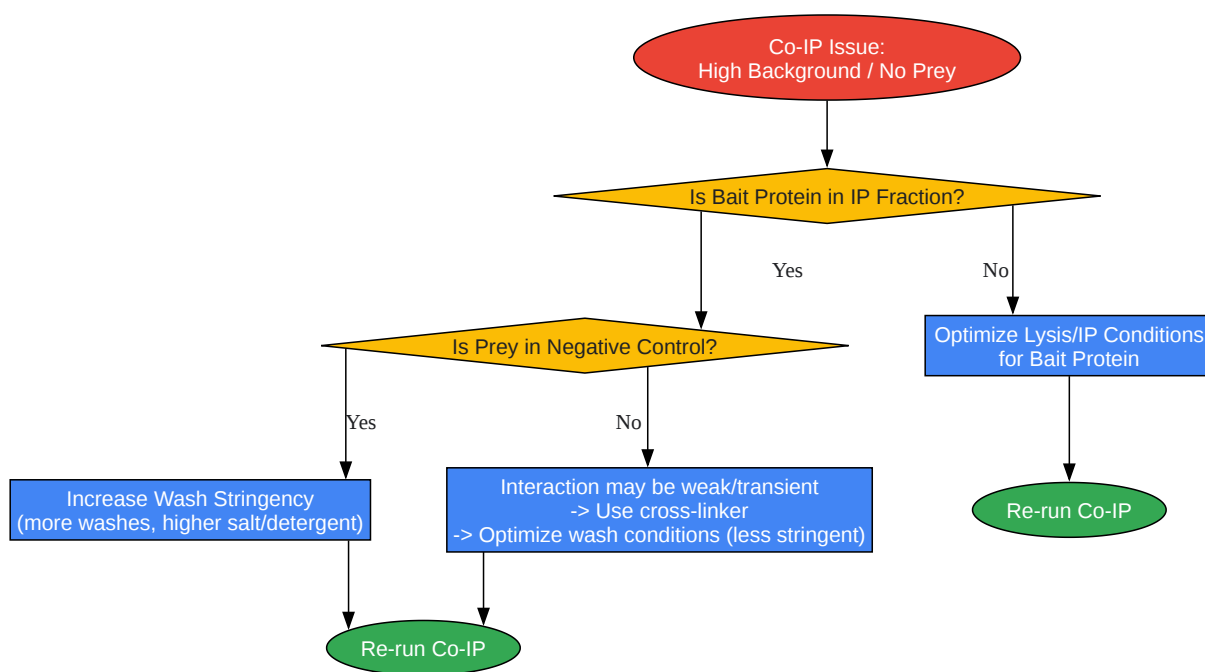 Co-IP Issue:
High Background / No Prey
Is Bait Protein in IP Fraction?
Yes
No
Is Prey in Negative Control?
Optimize Lysis/IP Conditions
for Bait Protein
Yes
No
Increase Wash Stringency
(more washes, higher salt/detergent)
Interaction may be weak/transient
-> Use cross-linker
-> Optimize wash conditions (less stringent)
Re-run Co-IP
Re-run Co-IP